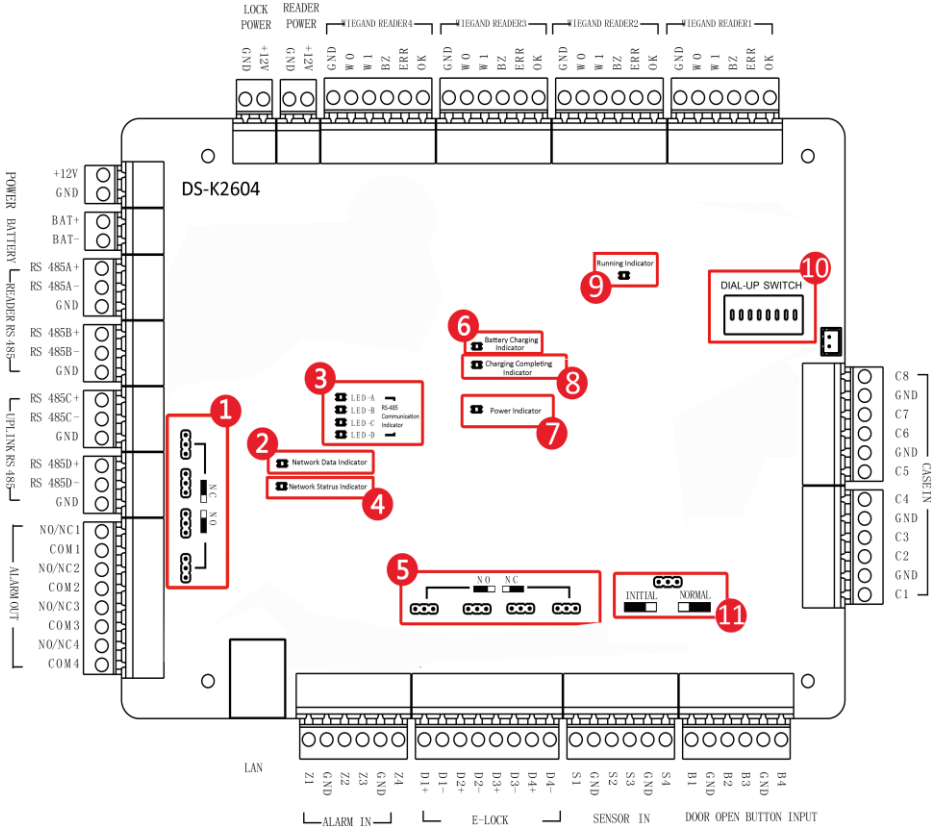 LOCK POWER
READER POWER
WIEGAND READER4
WIEGAND READER3
WIEGAND READER2
WIEGAND READER1
GND
+12V
GND
+12V
GND
W0
W1
BZ
ERR
OK
GND
W0
W1
BZ
ERR
OK
GND
W0
W1
BZ
ERR
OK
GND
W0
W1
BZ
ERR
OK
DS-K2604
POWER
+12V
GND
BATTERY
BAT+
BAT-
READER RS 485
RS 485A+
RS 485A-
GND
RS 485B+
RS 485B-
GND
UPLINK RS 485
RS 485C+
RS 485C-
GND
RS 485D+
RS 485D-
GND
ALARM OUT
NO/NC1
COM1
NO/NC2
COM2
NO/NC3
COM3
NO/NC4
COM4
1
NC
NO
2
Network Data Indicator
3
LED-A
LED-B
LED-C
LED-D
RS-485
Communication
Indicator
4
Network Statrus Indicator
5
NO NC
6
Battery Charging
Indicator
Charging Completing
Indicator
8
Power Indicator
7
Running Indicator
9
10
DIAL-UP SWITCH
INITIAL
NORMAL
11
C8
GND
C7
C6
GND
C5
C4
GND
C3
C2
GND
C1
CASE IN
LAN
Z1
GND
Z2
Z3
GND
Z4
D1+
D1-
D2+
D2-
D3+
D3-
D4+
D4-
S1
GND
S2
S3
GND
S4
B1
GND
B2
B3
GND
B4
ALARM IN
E-LOCK
SENSOR IN
DOOR OPEN BUTTON INPUT